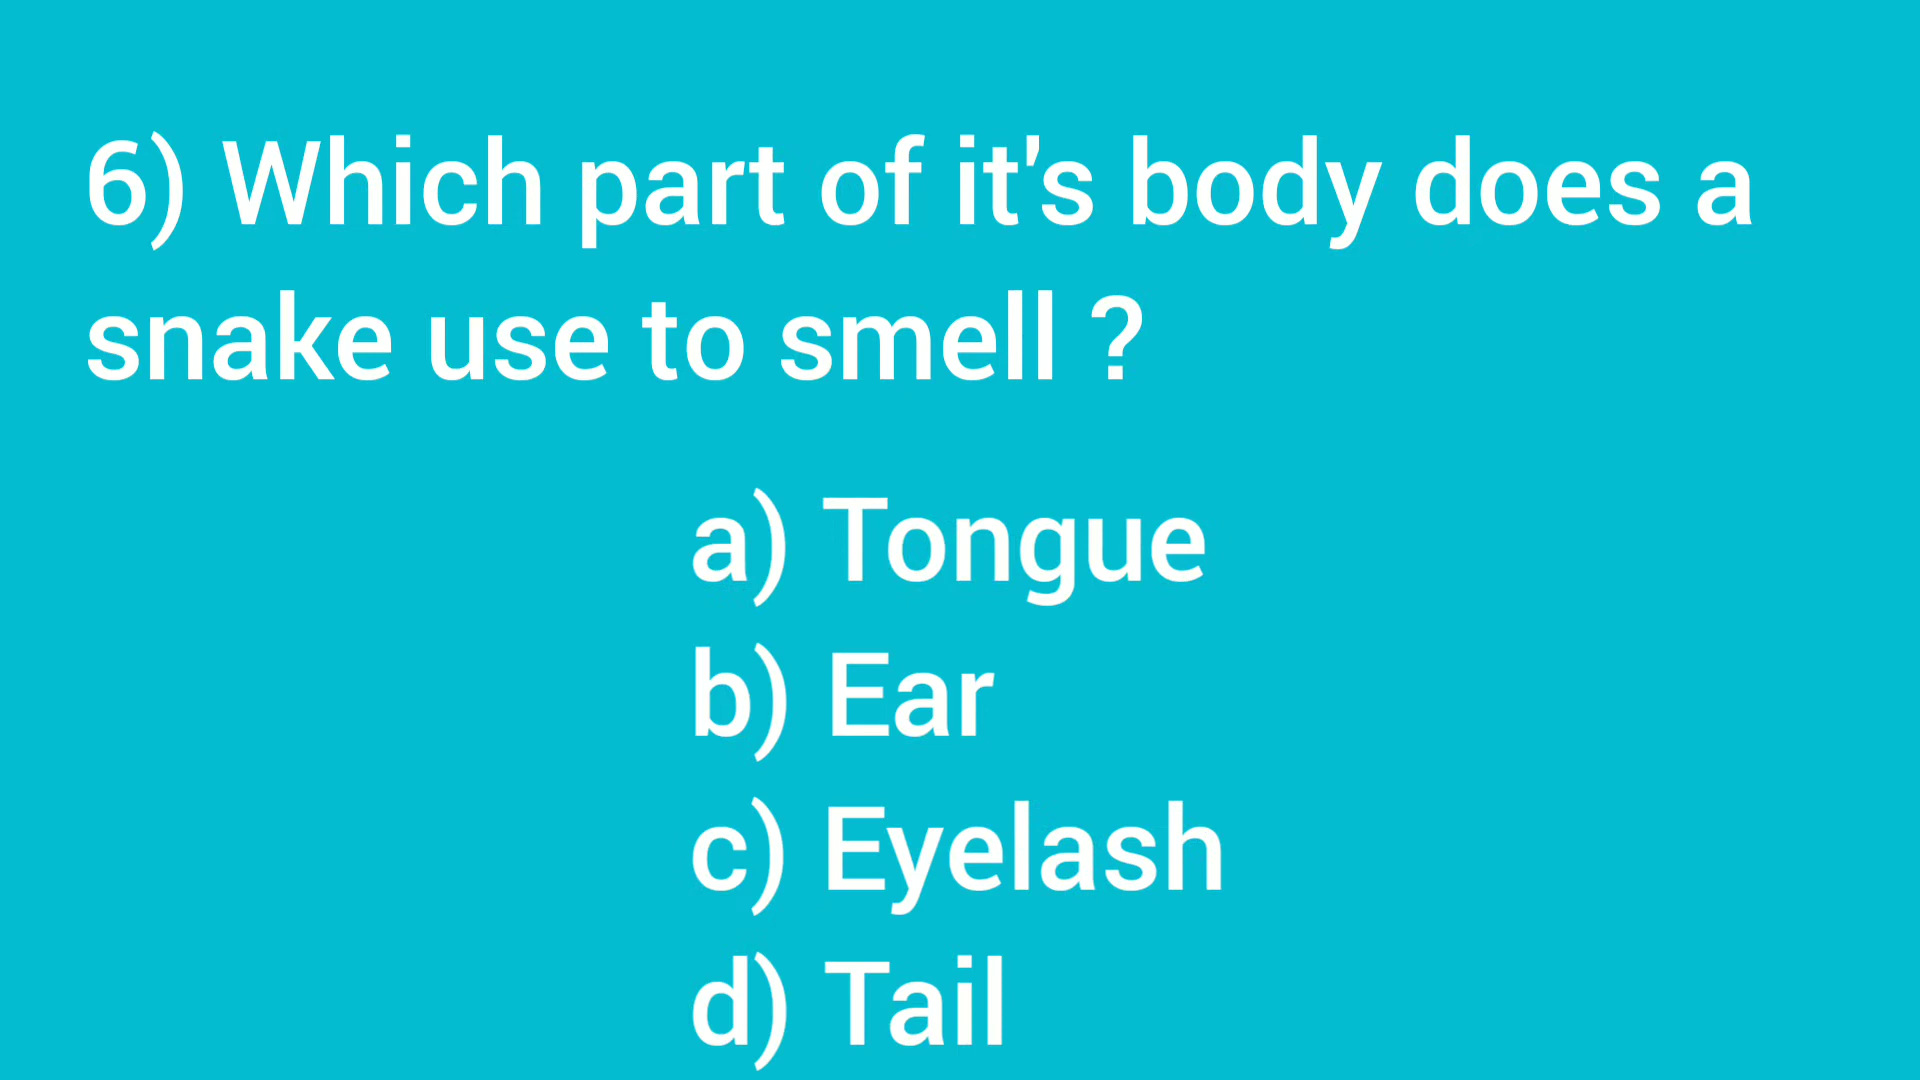 6) Which part of it's body does a
snake use to smell ?
a) Tongue
b) Ear
c) Eyelash
d) Tail